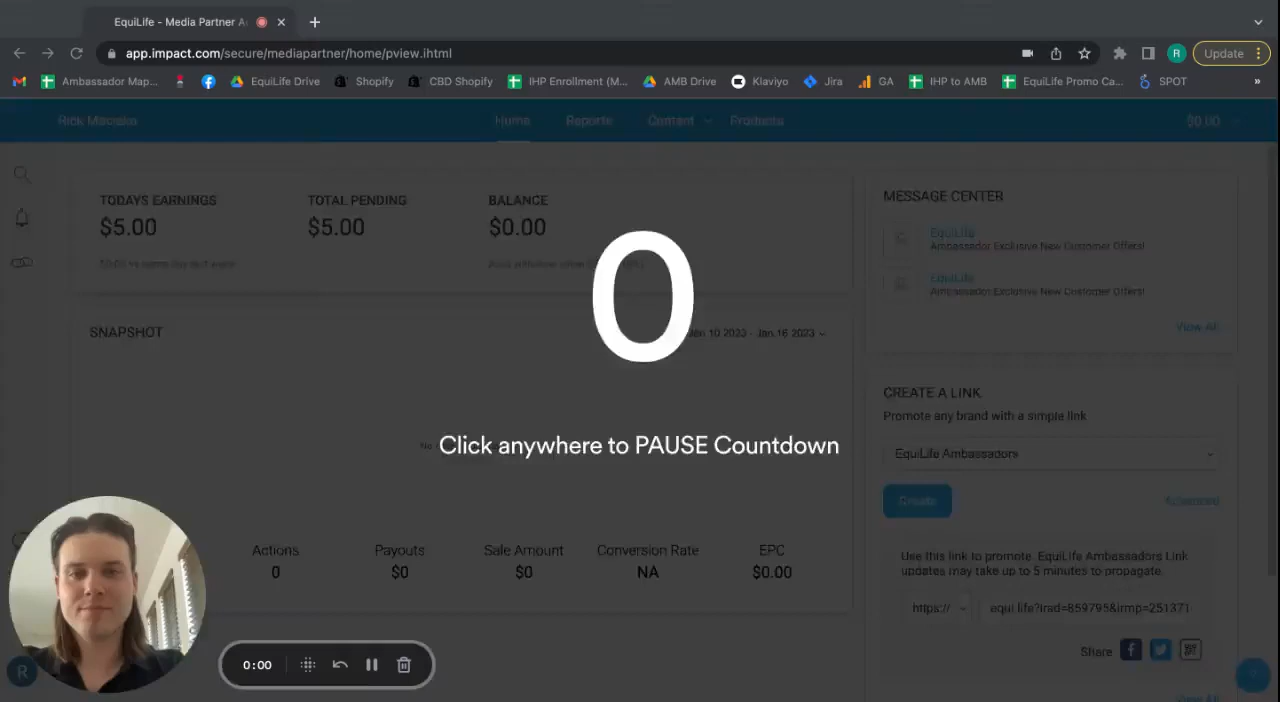 EquiLife - Media Partner A
app.impact.com/secure/mediapartner/home/pview.ihtml
R
Update
Ambassador Map...
EquiLife Drive
Shopify
CBD Shopify
IHP Enrollment (M...
AMB Drive
Klaviyo
Jira
GA
IHP to AMB
EquiLife Promo Ca...
SPOT
»
Home
Reports
Content
Products
$0.00
TODAYS EARNINGS
TOTAL PENDING
BALANCE
$5.00
$5.00
$0.00
MESSAGE CENTER
EquiLife
Ambassador Exclusive New Customer Offers!
EquiLife
Ambassador Exclusive New Customer Offers!
View All
0
SNAPSHOT
Jan 10 2023 - Jan 16 2023
CREATE A LINK
Promote any brand with a simple link
No
Click anywhere to PAUSE Countdown
EquiLife Ambassadors
Create
Advanced
Actions
Payouts
Sale Amount
Conversion Rate
EPC
0
$0
$0
NA
$0.00
Use this link to promote. EquiLife Ambassadors Link
updates may take up to 5 minutes to propagate.
https://
equi.life?irad=859795&irmp=251371
Share
0:00
R
View All